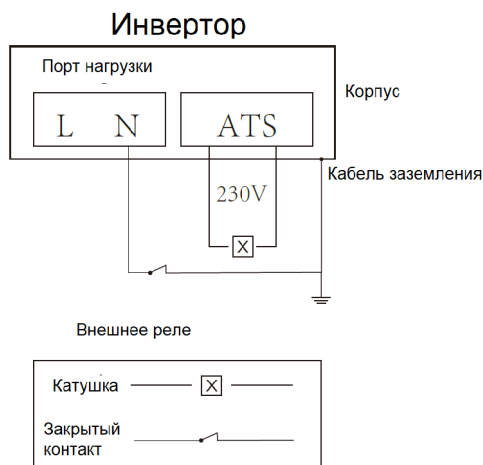 Инвертор
Порт нагрузки
Корпус
L N
ATS
Кабель заземления
230V
X
Внешнее реле
Катушка
X
Закрытый
контакт